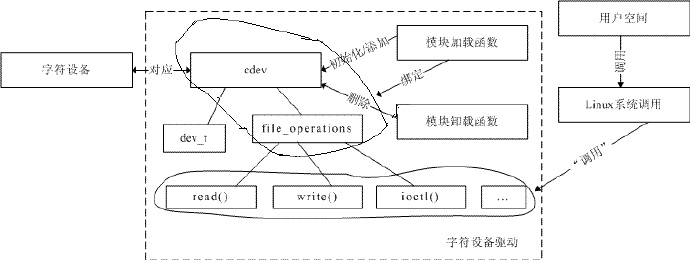 用户空间
模块加载函数
初始化/添加
调用
字符设备
对应
cdev
绑定
删除
Linux系统调用
模块卸载函数
dev_t
file_operations
"调用"
read()
write()
ioctl()
...
字符设备驱动